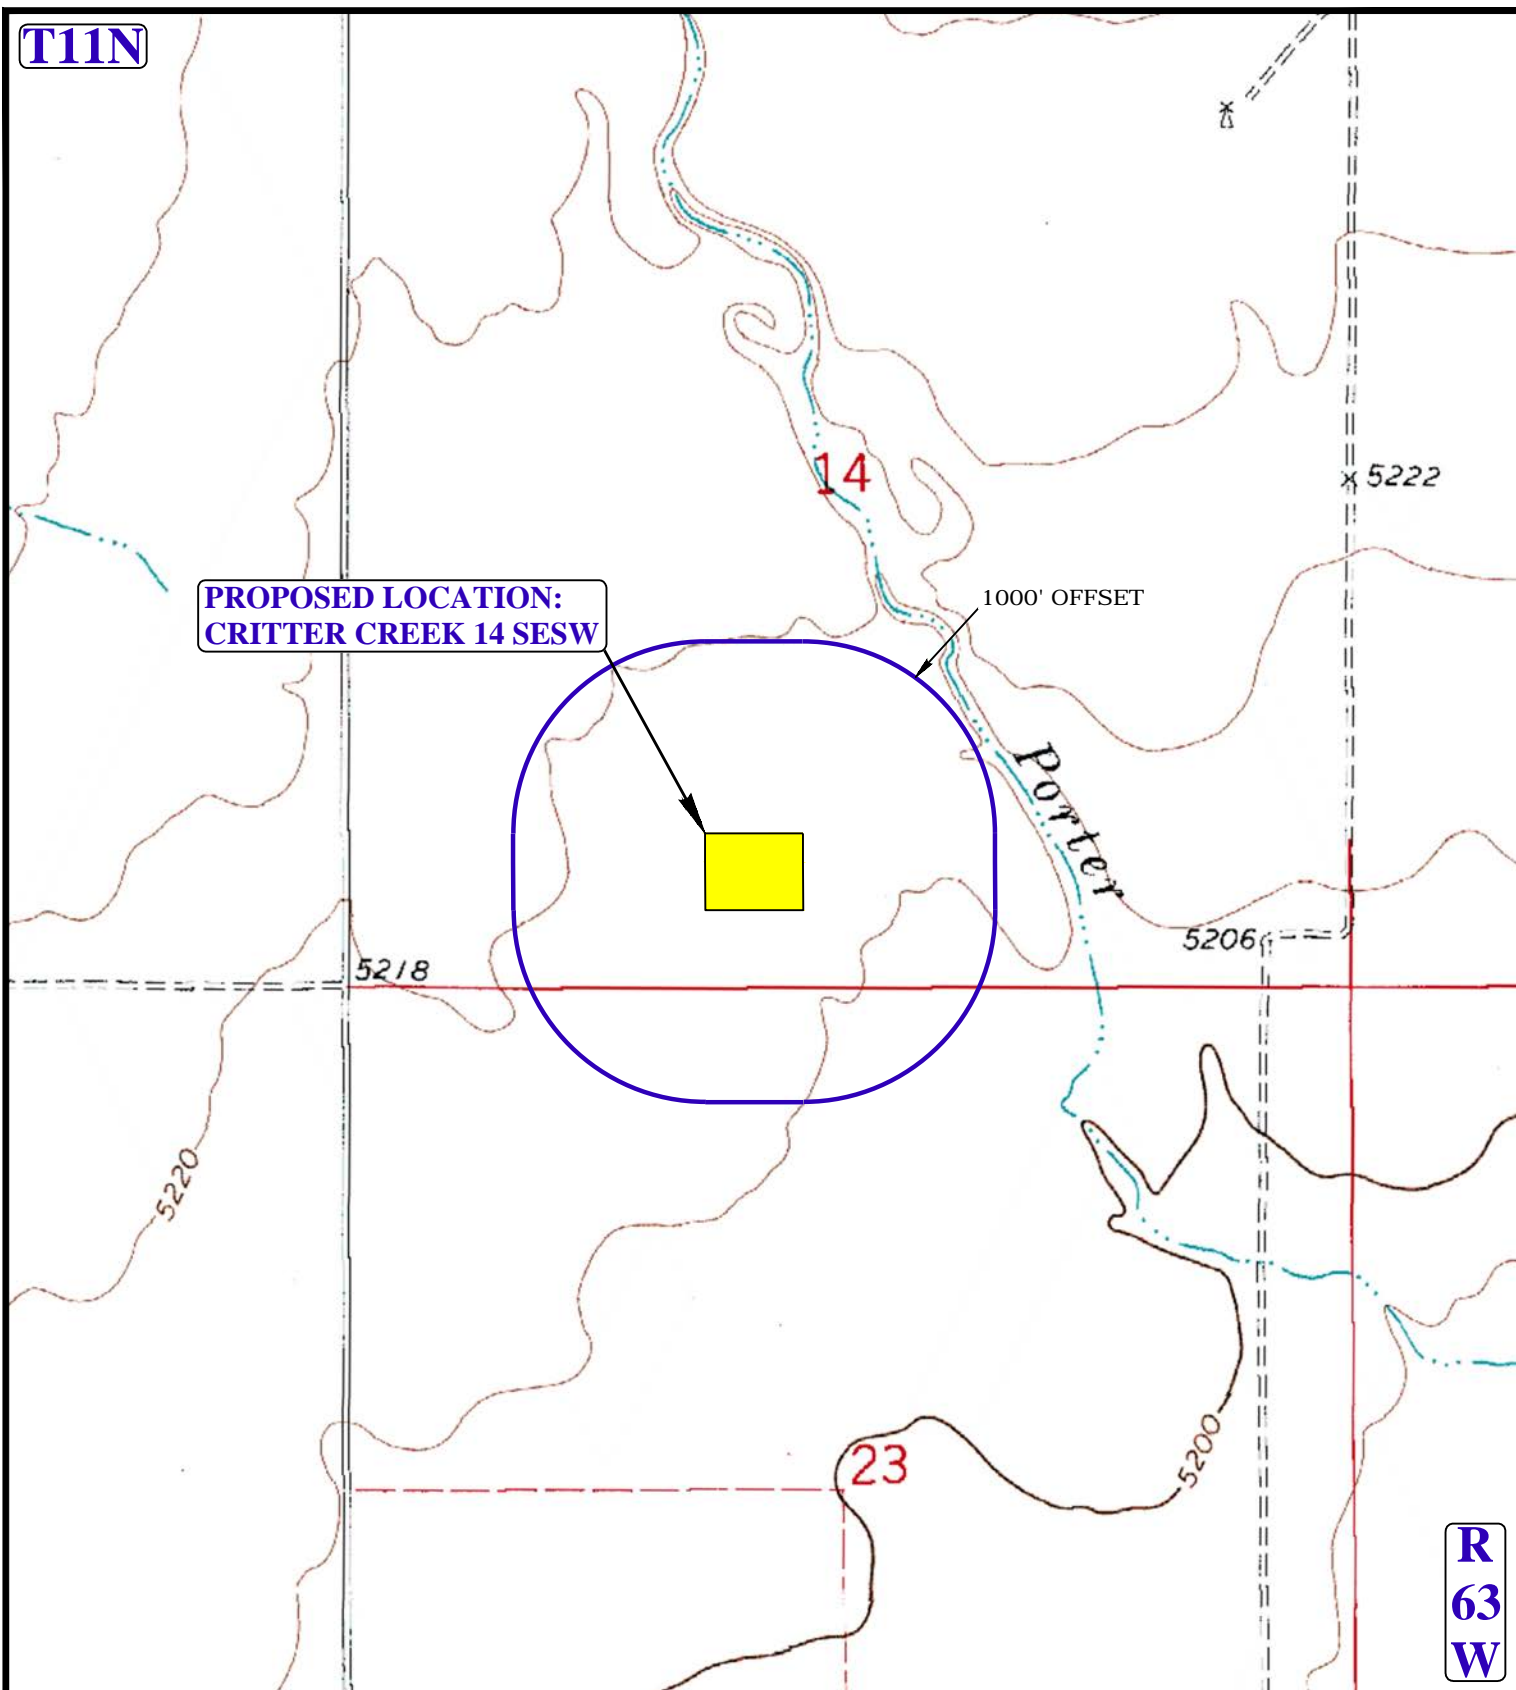 T11N
14
5222
PROPOSED LOCATION:
CRITTER CREEK 14 SESW
1000' OFFSET
Porter
5206
5218
5220
5200
23
R
63
W